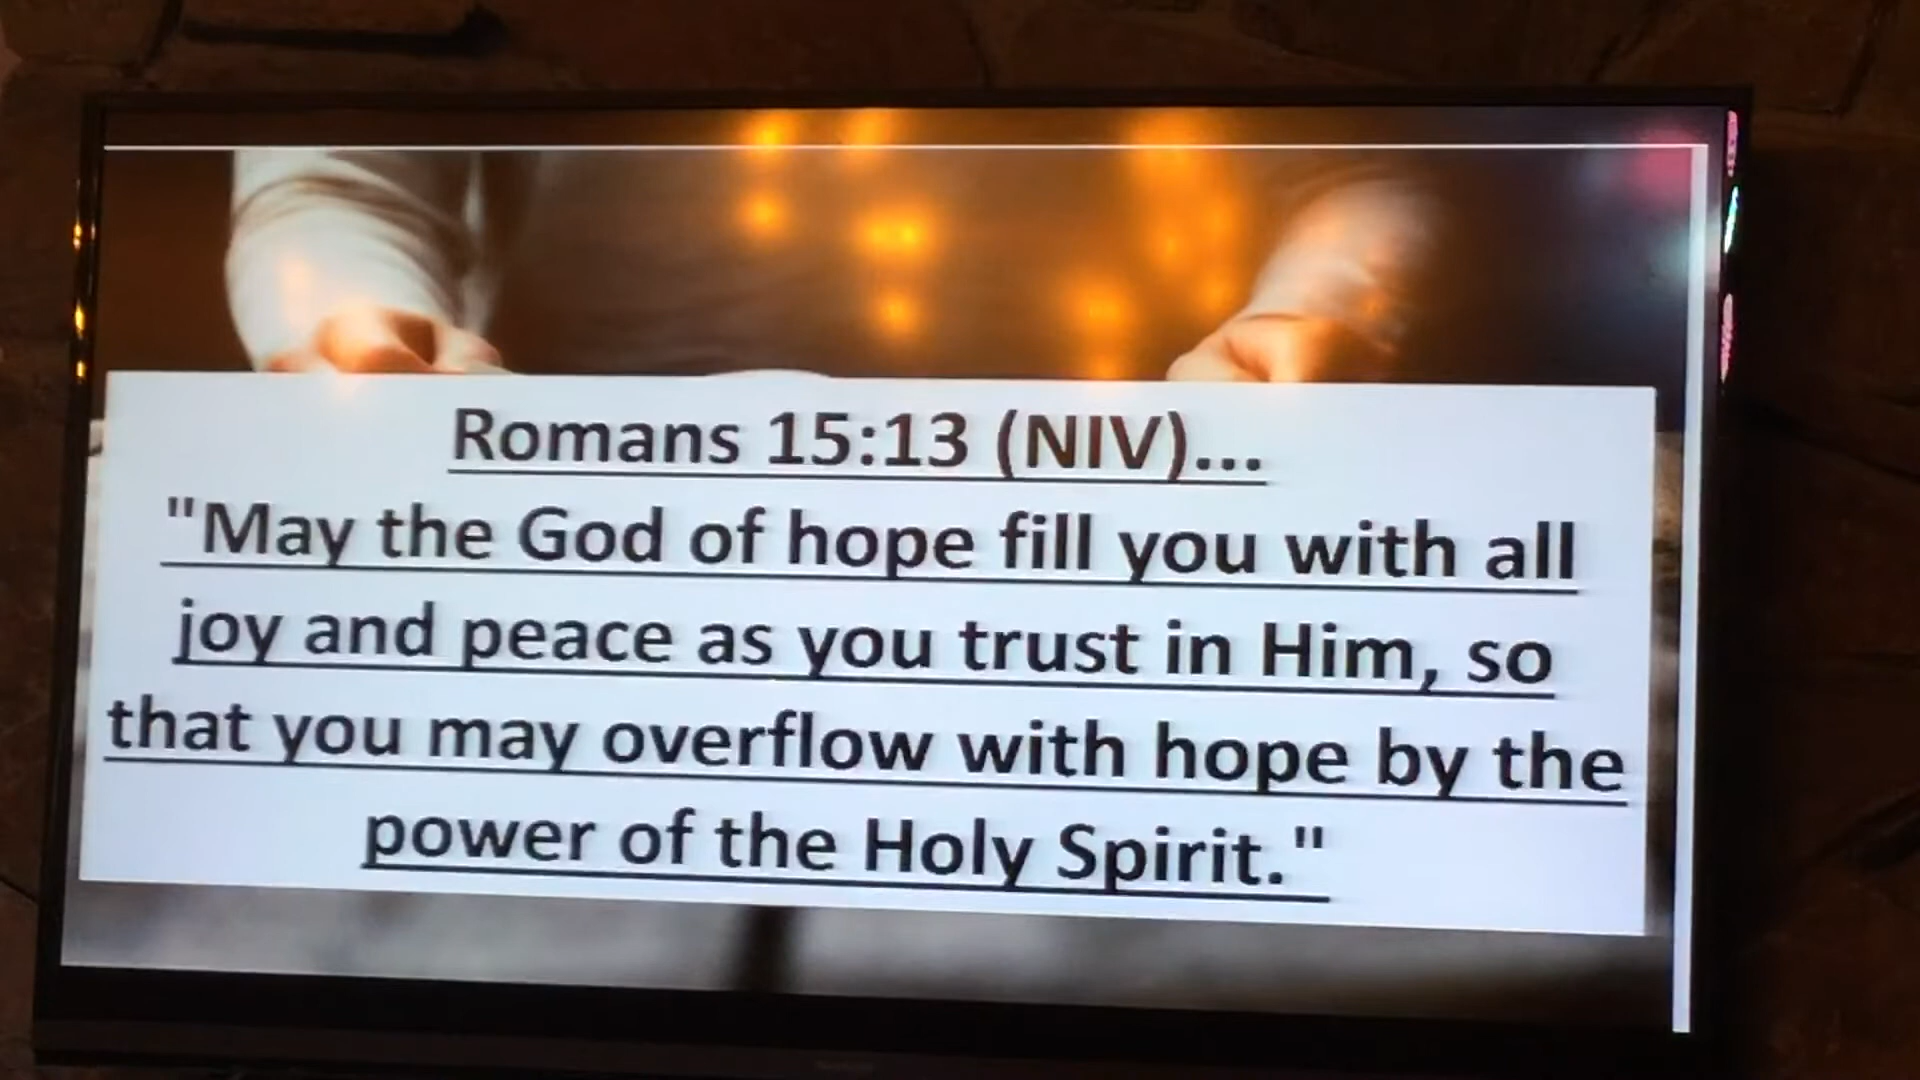 Romans 15:13 (NIV)...
"May the God of hope fill you with all
joy and peace as you trust in Him, so
that you may overflow with hope by the
power of the Holy Spirit."